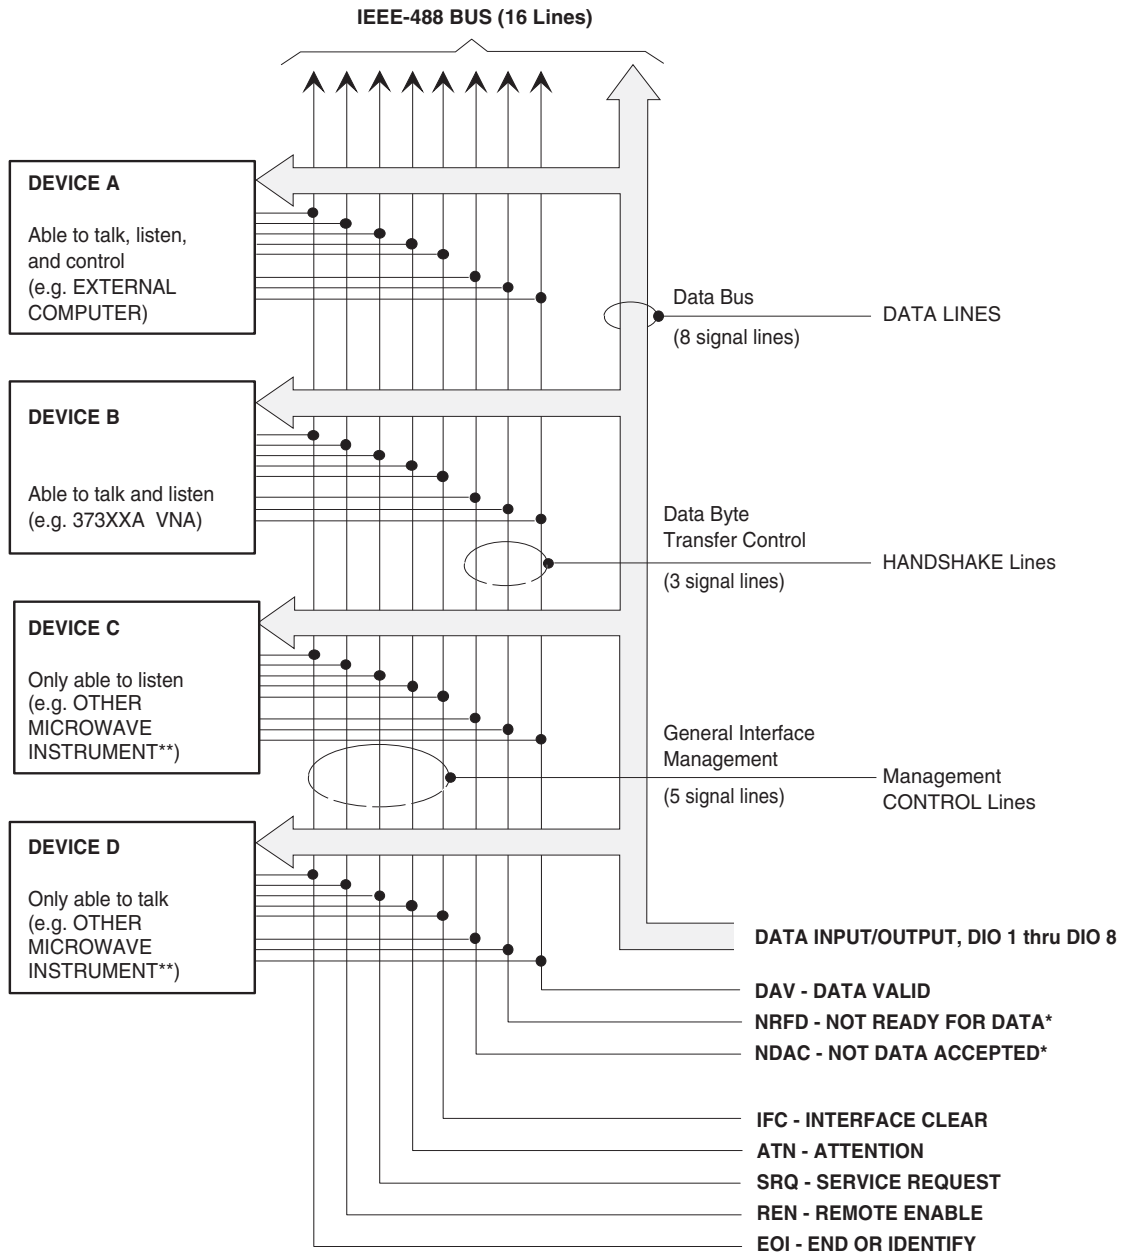 IEEE-488 BUS (16 Lines)
DEVICE A
Able to talk, listen,
and control
(e.g. EXTERNAL
COMPUTER)
Data Bus
(8 signal lines)
DATA LINES
DEVICE B
Able to talk and listen
(e.g. 373XXA VNA)
Data Byte
Transfer Control
(3 signal lines)
HANDSHAKE Lines
DEVICE C
Only able to listen
(e.g. OTHER
MICROWAVE
INSTRUMENT**)
General Interface
Management
(5 signal lines)
Management
CONTROL Lines
DEVICE D
Only able to talk
(e.g. OTHER
MICROWAVE
INSTRUMENT**)
DATA INPUT/OUTPUT, DIO 1 thru DIO 8
DAV - DATA VALID
NRFD - NOT READY FOR DATA*
NDAC - NOT DATA ACCEPTED*
IFC - INTERFACE CLEAR
ATN - ATTENTION
SRQ - SERVICE REQUEST
REN - REMOTE ENABLE
EOI - END OR IDENTIFY